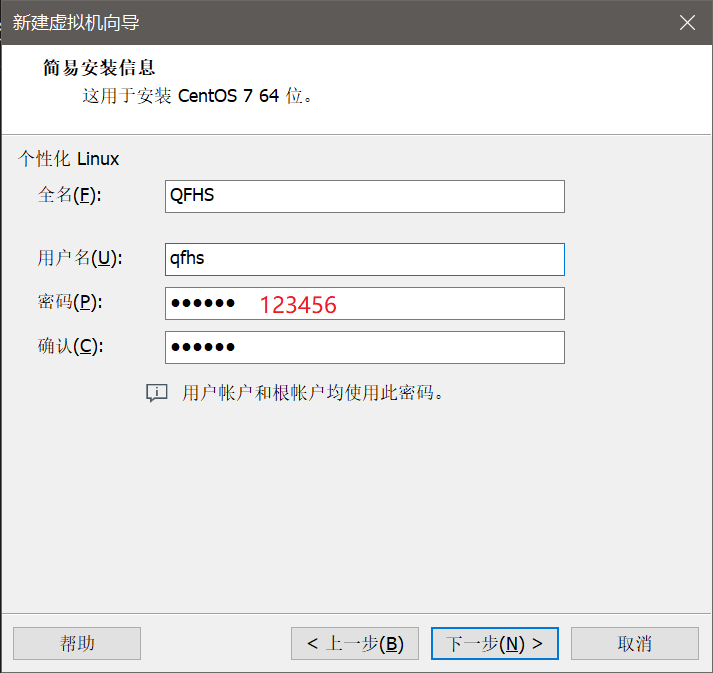 新建虚拟机向导
简易安装信息
这用于安装 CentOS 7 64 位。
个性化 Linux
全名(F):
QFHS
用户名(U):
qfhs
密码(P):
●●●●●● 123456
确认(C):
●●●●●●
用户帐户和根帐户均使用此密码。
帮助
< 上一步(B)
下一步(N) >
取消